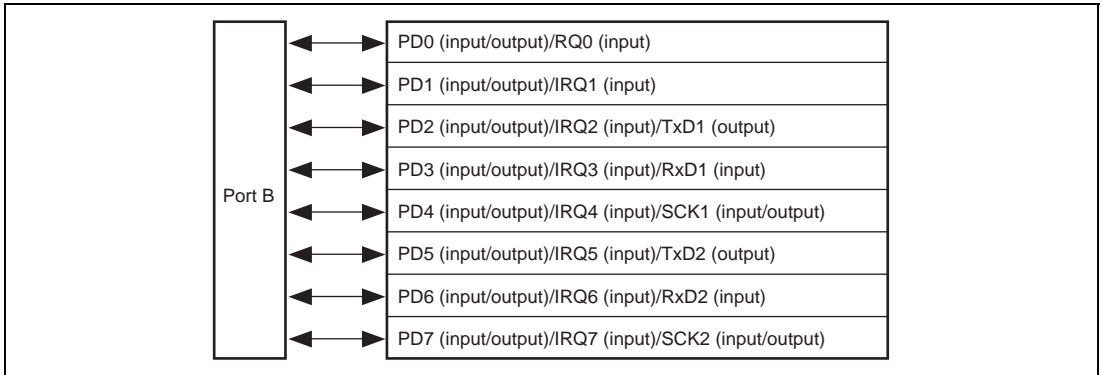 Port B
PD0 (input/output)/RQ0 (input)
PD1 (input/output)/IRQ1 (input)
PD2 (input/output)/IRQ2 (input)/TxD1 (output)
PD3 (input/output)/IRQ3 (input)/RxD1 (input)
PD4 (input/output)/IRQ4 (input)/SCK1 (input/output)
PD5 (input/output)/IRQ5 (input)/TxD2 (output)
PD6 (input/output)/IRQ6 (input)/RxD2 (input)
PD7 (input/output)/IRQ7 (input)/SCK2 (input/output)